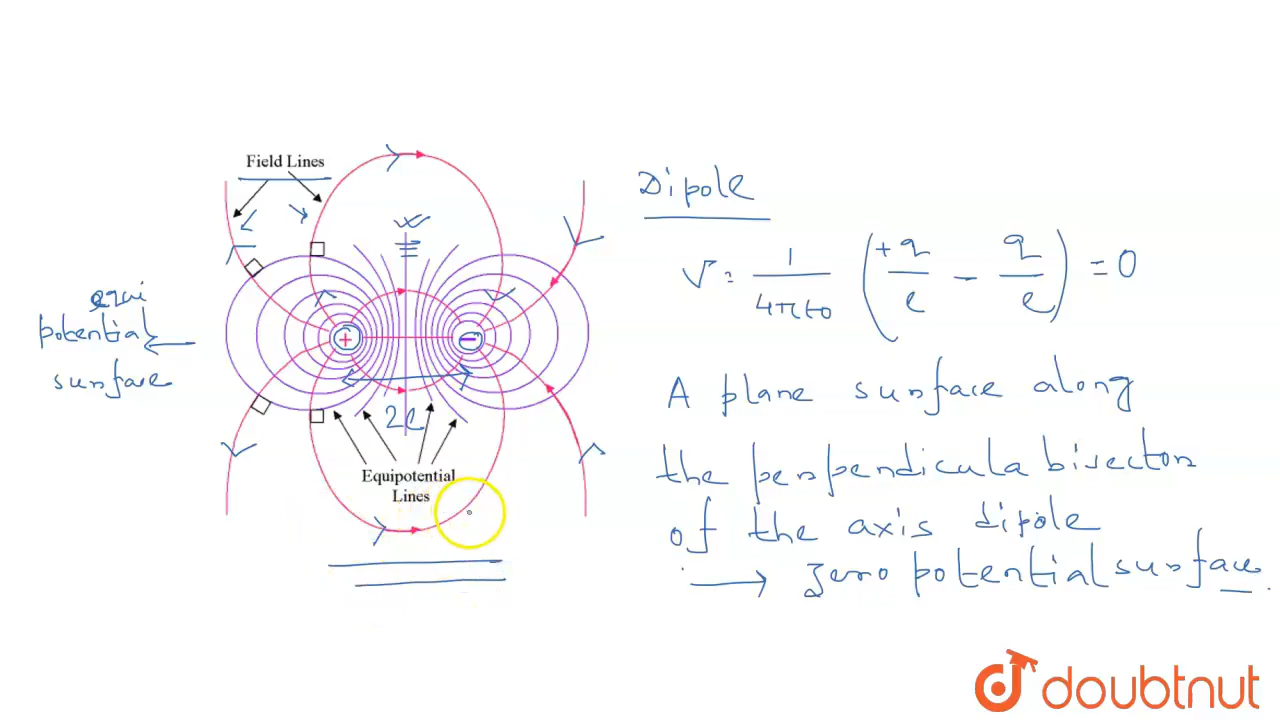 Field Lines
equi
potential
surface
+
−
2l
Equipotential
Lines
Dipole
V = 1/4πϵ0 (+q/l − q/l) = 0
A plane surface along
the perpendicula bisector
of the axis dipole
→ zero potential surface.
doubtnut